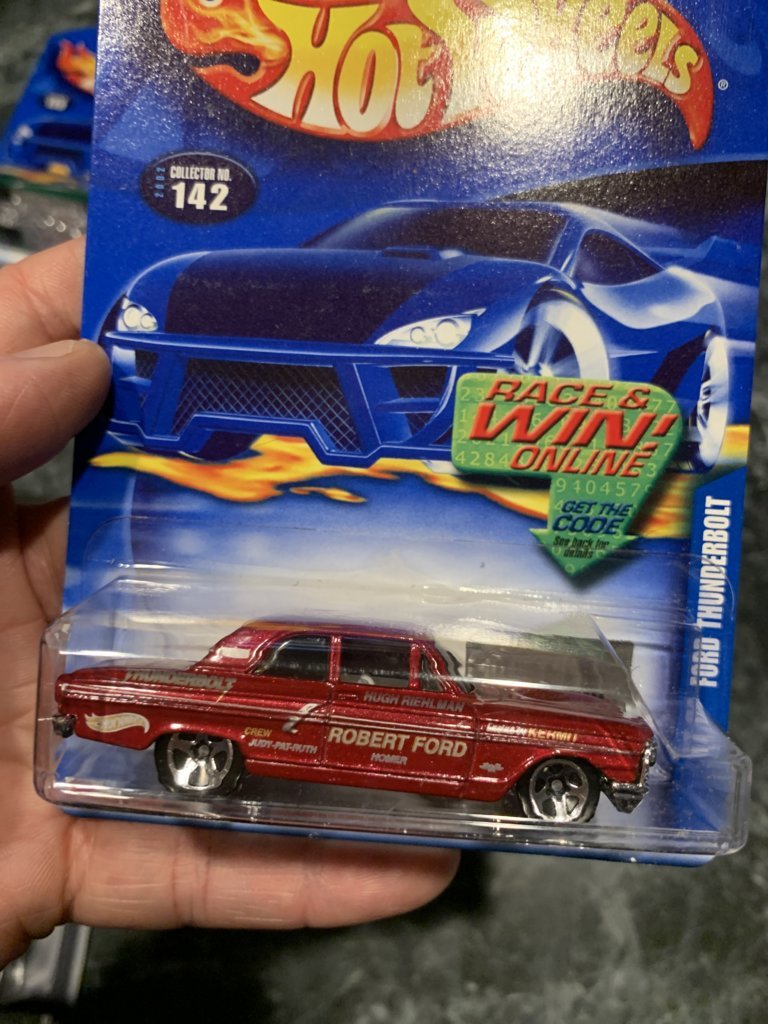 HOT WHEELS
®
2002
COLLECTOR NO.
142
RACE &
WIN!
ONLINE
GET THE
CODE
See back for
details
FORD THUNDERBOLT
THUNDERBOLT
HUGH RIEHLMAN
KERMIT
CREW
JUDY-PAT-RUTH
ROBERT FORD
HOMER